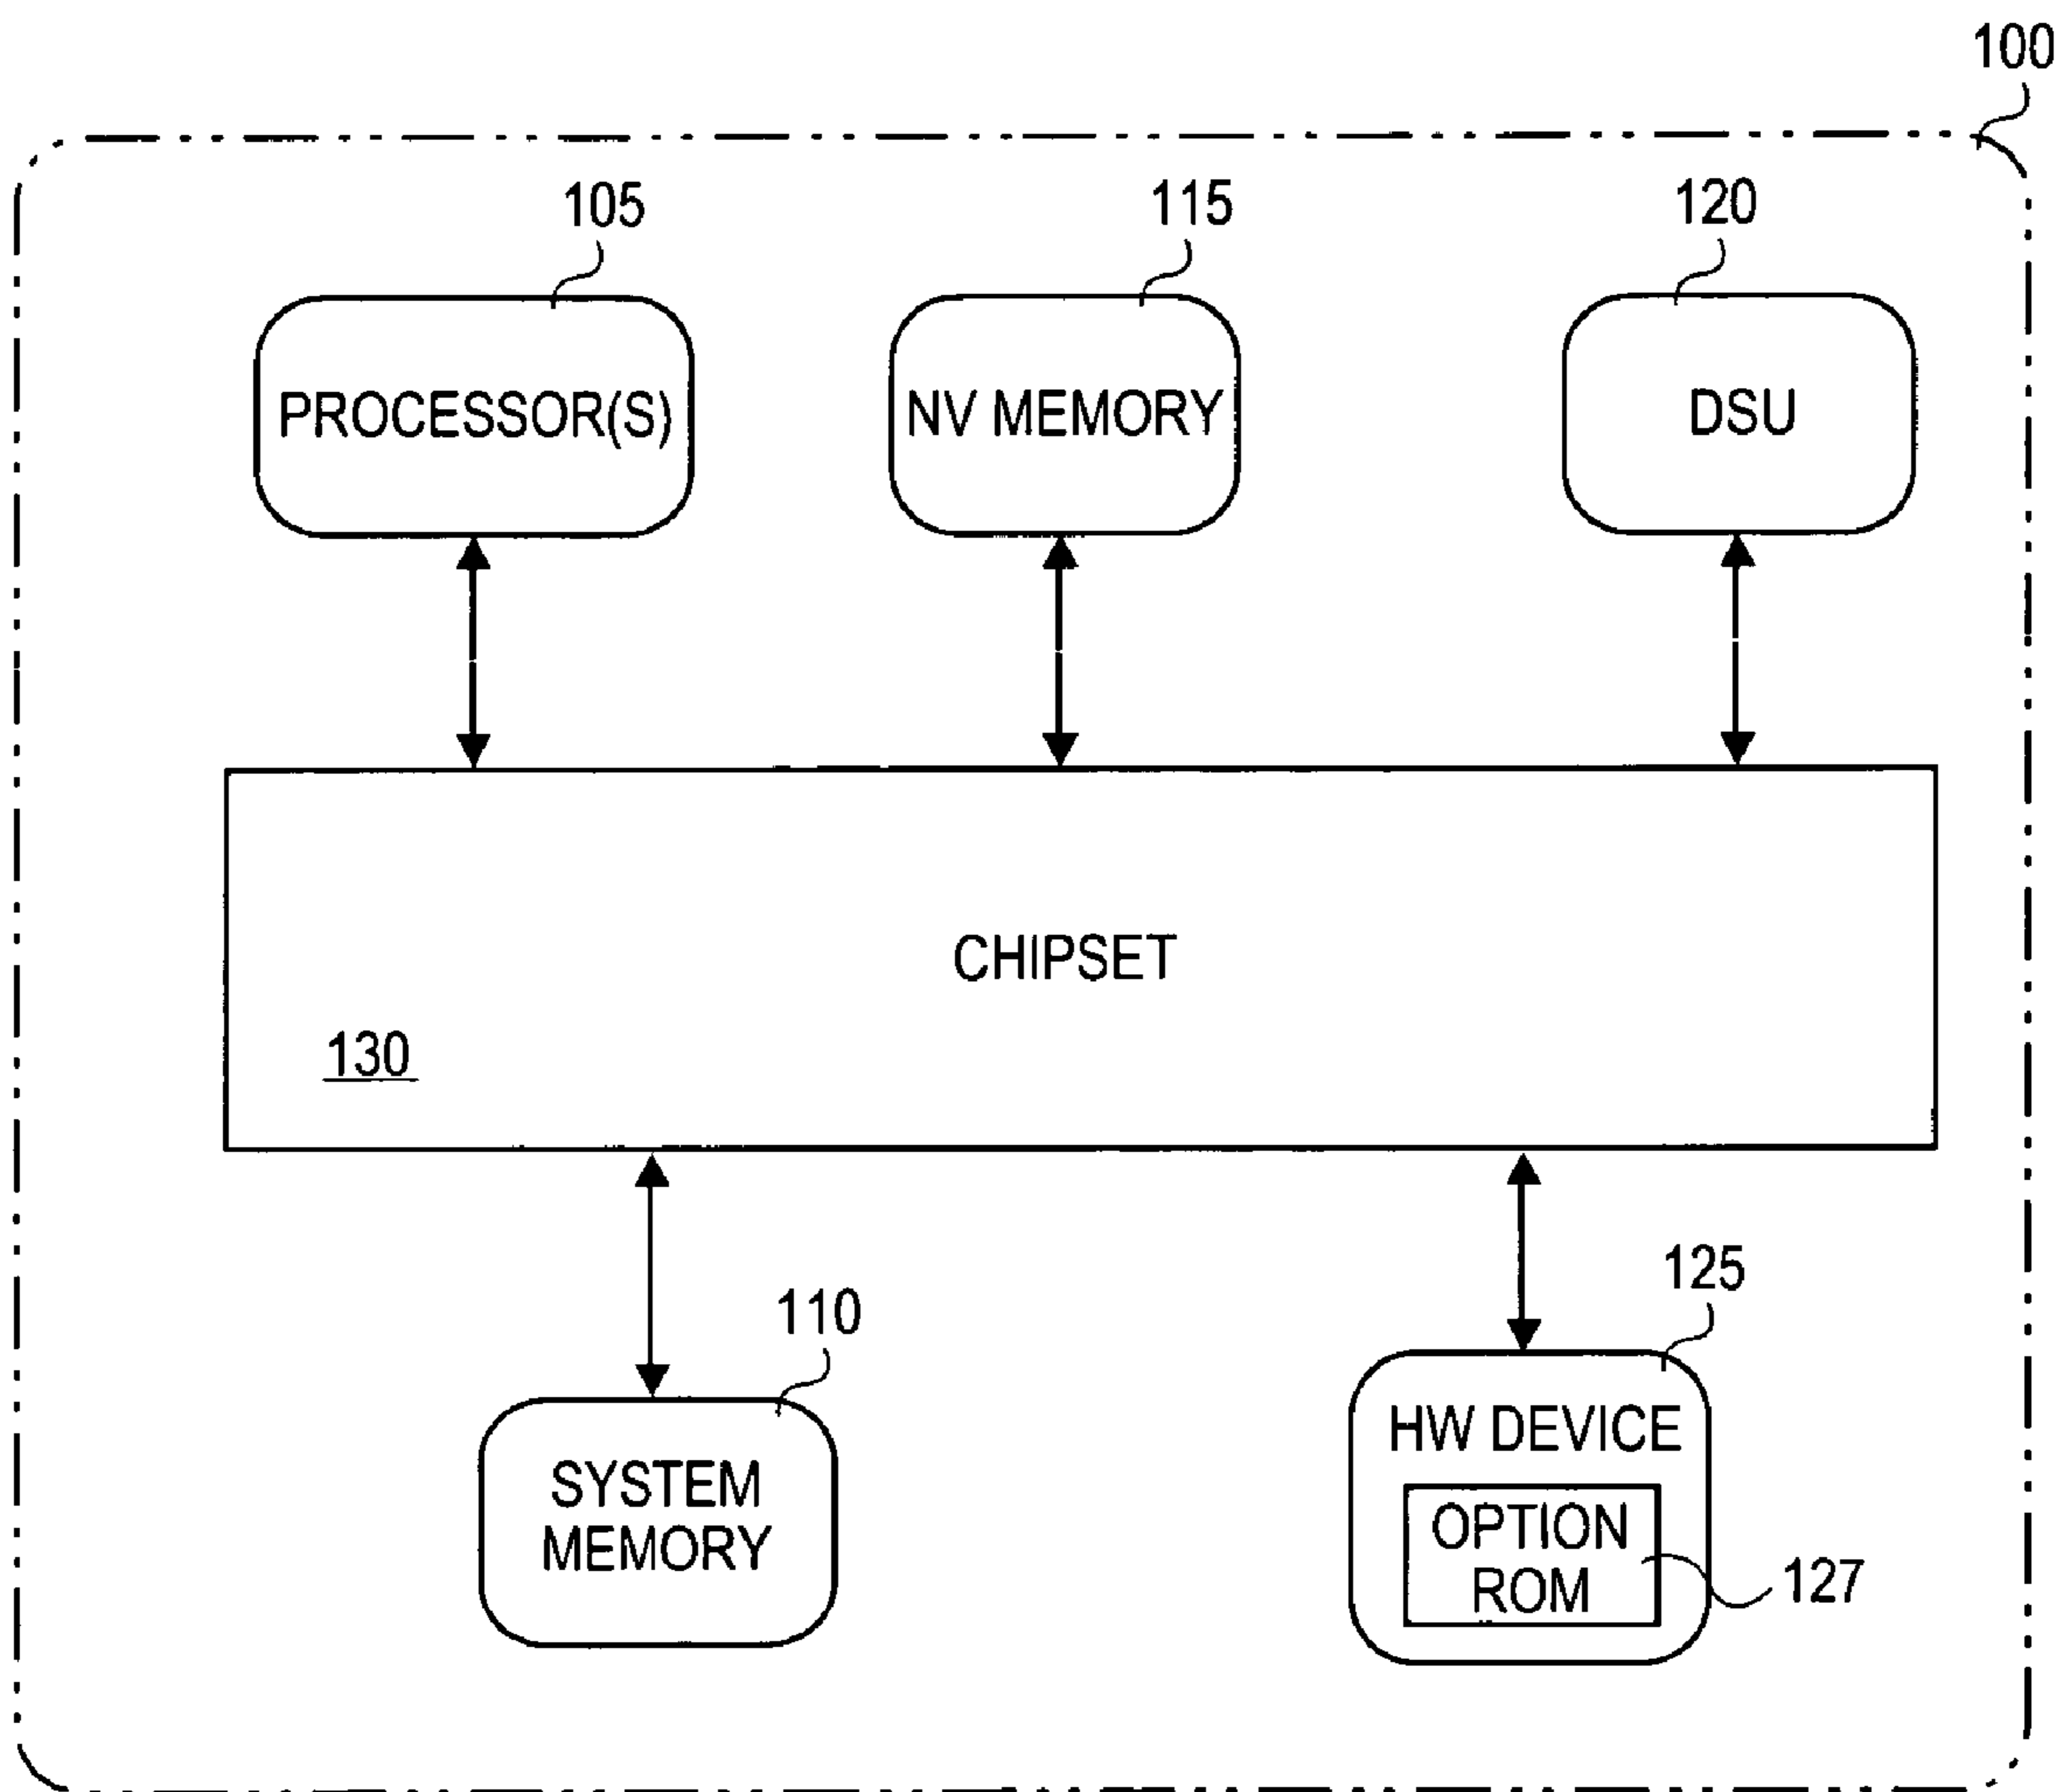 100
105
115
120
PROCESSOR(S)
NV MEMORY
DSU
CHIPSET
130
110
125
SYSTEM
MEMORY
HW DEVICE
OPTION
ROM
127